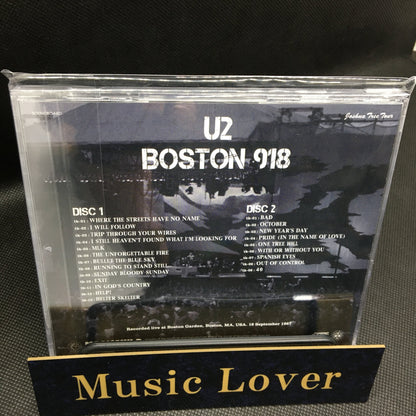 Joshua Tree Tour
U2
BOSTON 918
DISC 1
WHERE THE STREETS HAVE NO NAME
I WILL FOLLOW
TRIP THROUGH YOUR WIRES
I STILL HEAVEN'T FOUND WHAT I'M LOOKING FOR
MLK
THE UNFORGETTABLE FIRE
BULLET THE BLUE SKY
RUNNING TO STAND STILL
SUNDAY BLOODY SUNDAY
EXIT
IN GOD'S COUNTRY
HELP!
HELTER SKELTER
DISC 2
BAD
OCTOBER
NEW YEAR'S DAY
PRIDE (IN THE NAME OF LOVE)
ONE TREE HILL
WITH OR WITHOUT YOU
SPANISH EYES
OUT OF CONTROL
40
Recorded live at Boston Garden, Boston, MA, USA. 18 September 1987
Music Lover